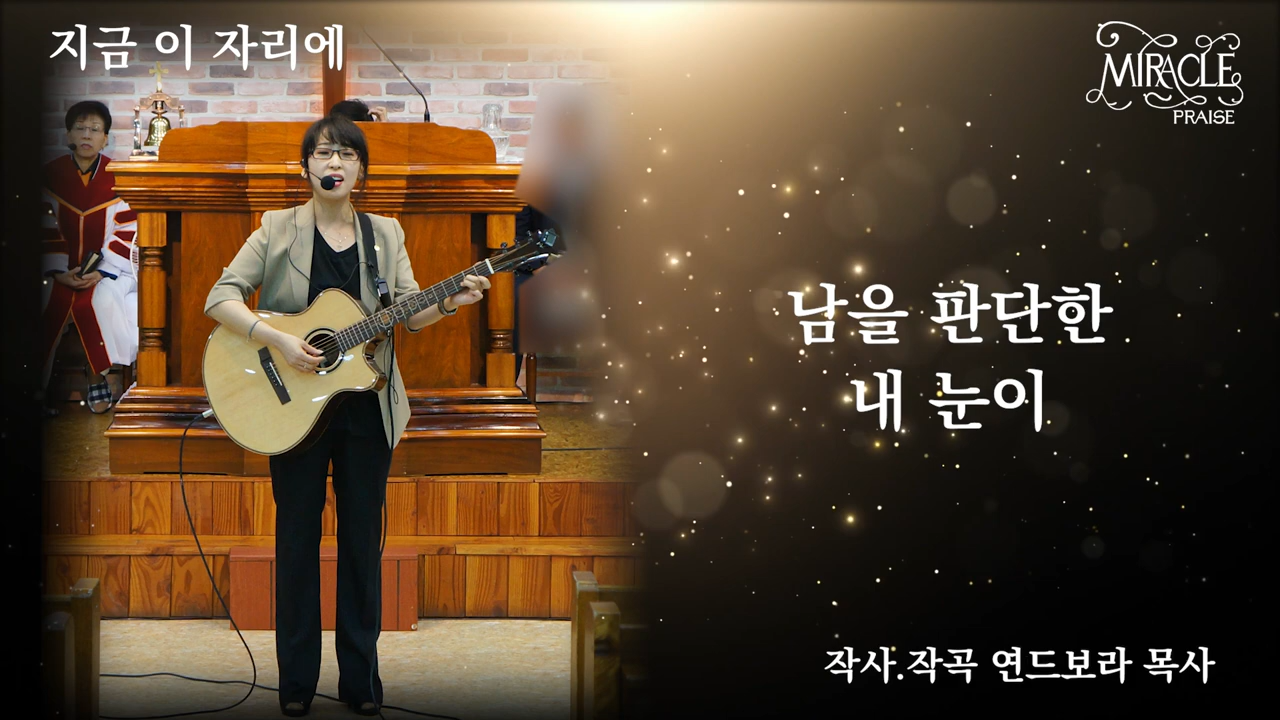 지금 이 자리에
MIRACLE
PRAISE
남을 판단한
내 눈이
작사.작곡 연드보라 목사